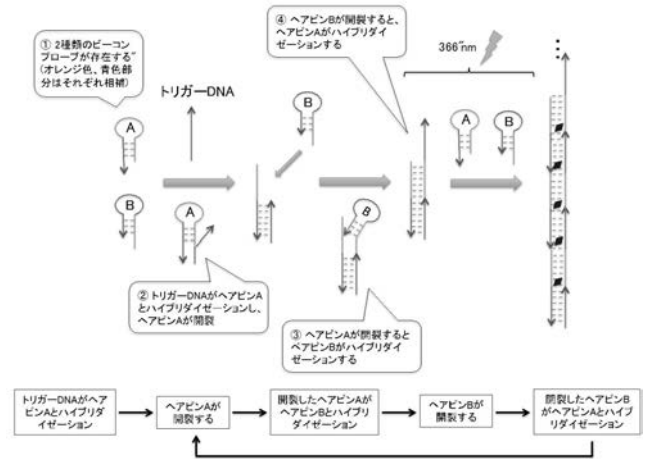 ① 2種類のビーコン
プローブが存在する
(オレンジ色、青色部
分はそれぞれ相補)
トリガーDNA
④ ヘアピンBが開裂すると、
ヘアピンAがハイブリダイ
ゼーションする
366 nm
A
B
A
B
B
A
B
② トリガーDNAがヘアピンA
とハイブリダイゼーションし、
ヘアピンAが開裂
③ ヘアピンAが開裂すると
ヘアピンBがハイブリダイ
ゼーションする
トリガーDNAがヘア
ピンAとハイブリダ
イゼーション
ヘアピンAが
開裂する
開裂したヘアピンAが
ヘアピンBとハイブリ
ダイゼーション
ヘアピンBが
開裂する
開裂したヘアピンB
がヘアピンAとハイブ
リダイゼーション